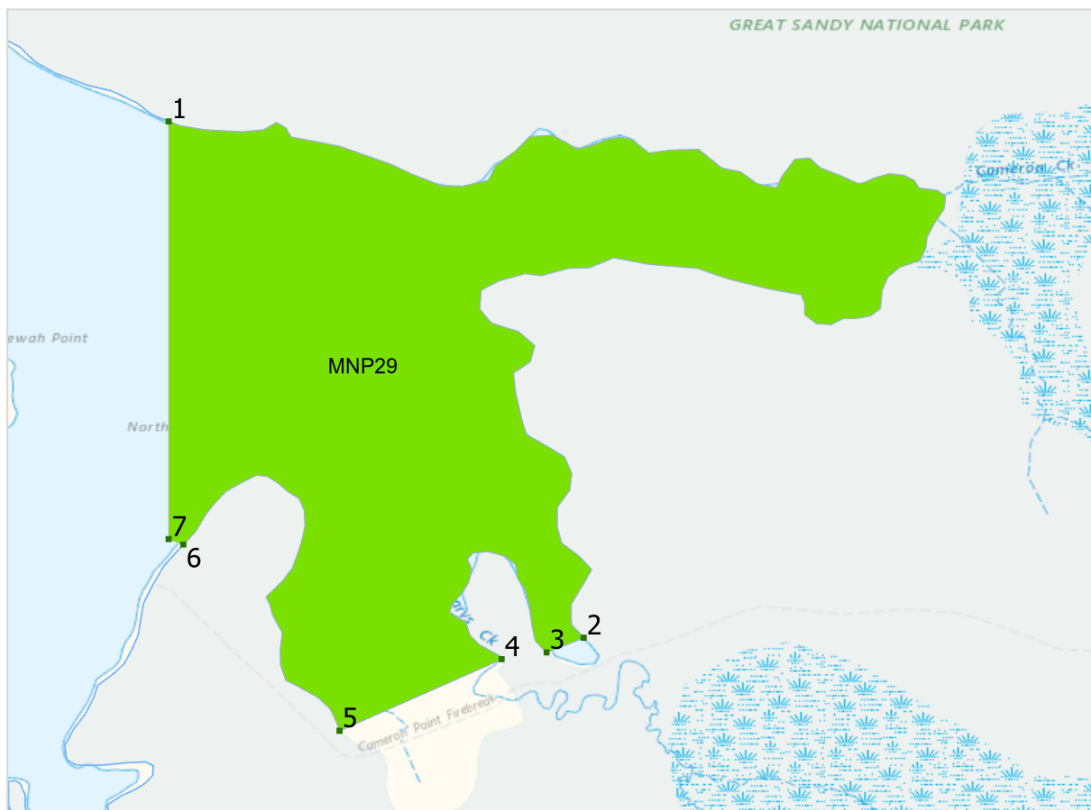 GREAT SANDY NATIONAL PARK
1
Cameron Ck
ewah Point
MNP29
North
7
6
2
3
4
orys Ck
5
Cameron Point Firebreak